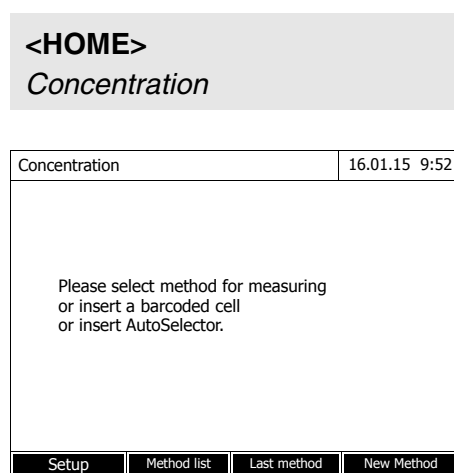 <HOME>
Concentration
Concentration 16.01.15 9:52
Please select method for measuring
or insert a barcoded cell
or insert AutoSelector.
Setup Method list Last method New Method